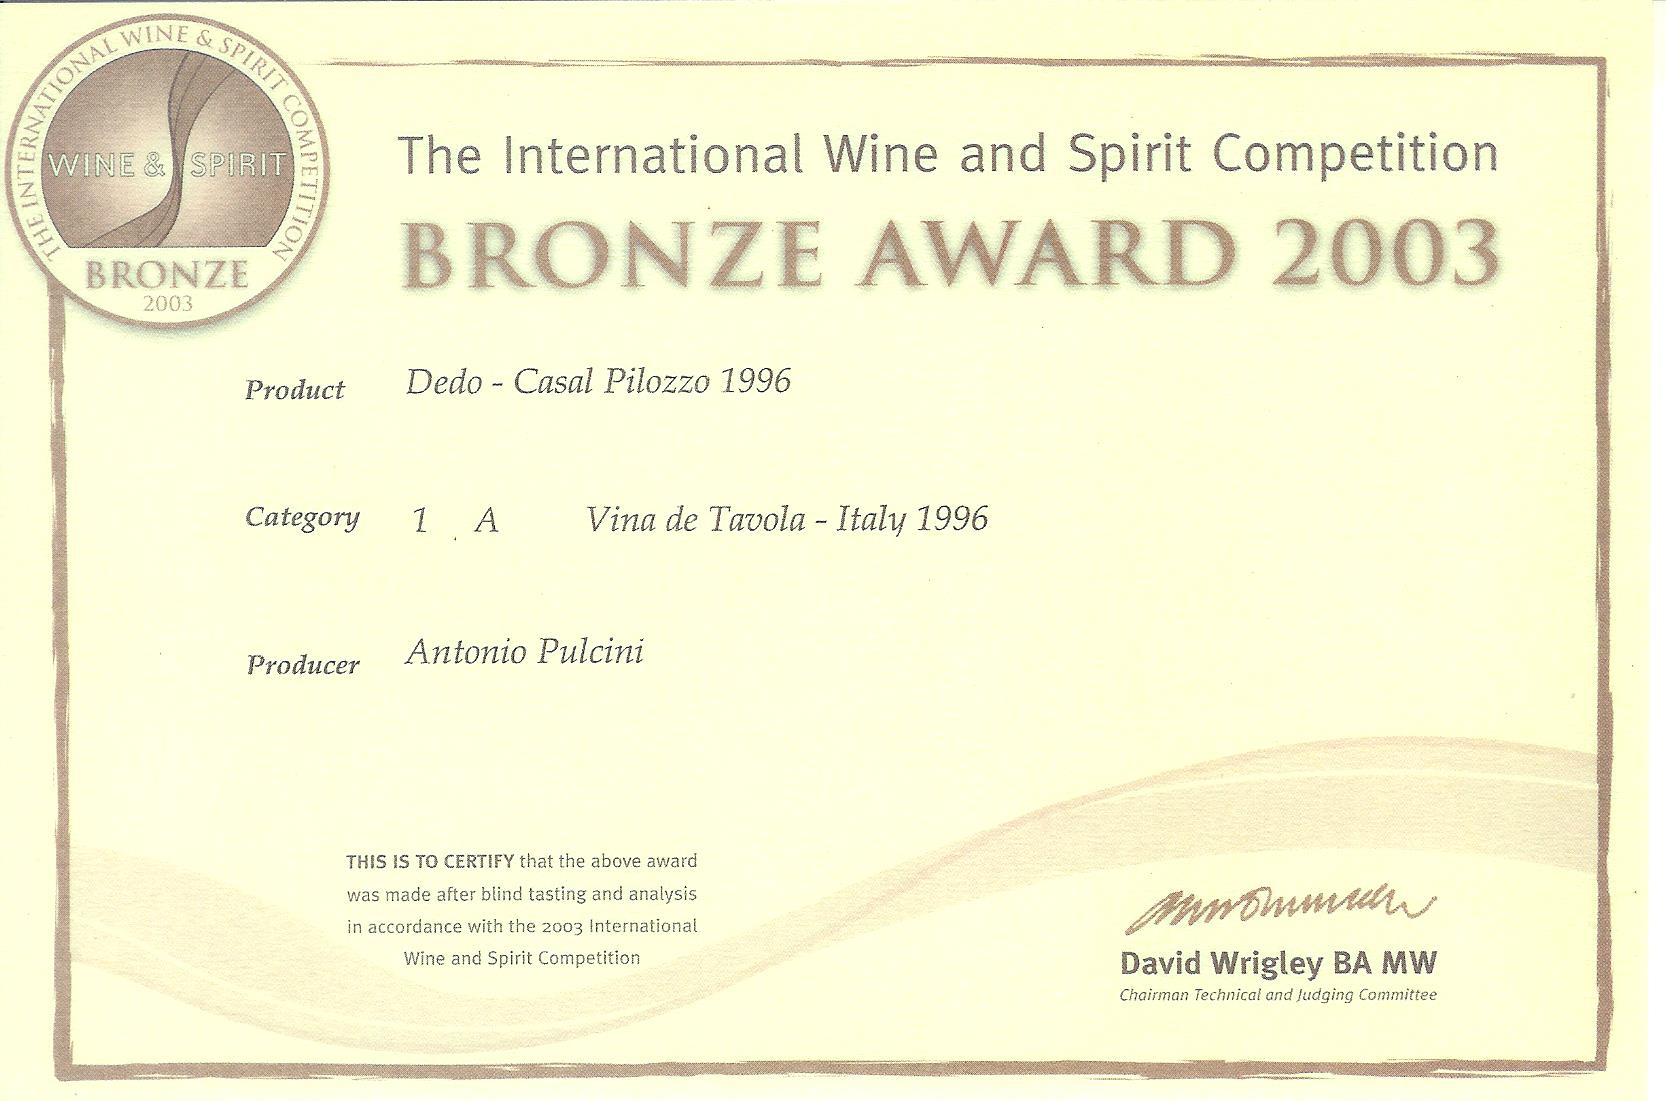 THE INTERNATIONAL WINE & SPIRIT COMPETITION
WINE & SPIRIT
BRONZE
2003
The International Wine and Spirit Competition
BRONZE AWARD 2003
Product Dedo - Casal Pilozzo 1996
Category 1 A Vina de Tavola - Italy 1996
Producer Antonio Pulcini
THIS IS TO CERTIFY that the above award
was made after blind tasting and analysis
in accordance with the 2003 International
Wine and Spirit Competition
David Wrigley BA MW
Chairman Technical and Judging Committee